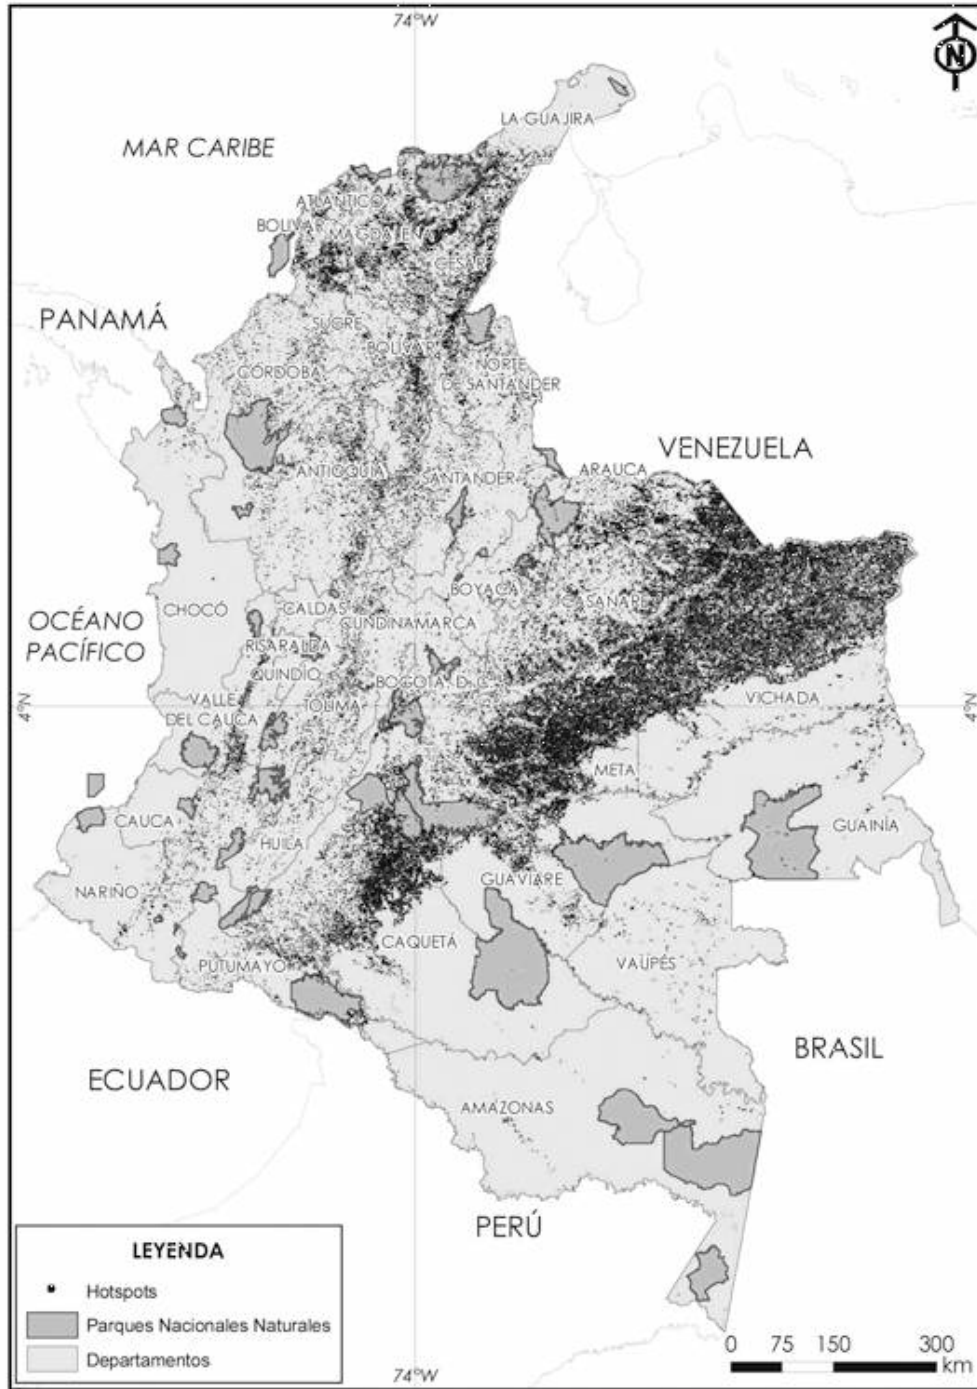 74°W
N
LA GUAJIRA
MAR CARIBE
ATLÁNTICO
BOLIVAR
MAGDALENA
CESAR
PANAMÁ
SUCRE
BOLIVAR
CÓRDOBA
NORTE
DE SANTANDER
VENEZUELA
ANTIOQUIA
SANTANDER
ARAUCA
BOYACÁ
CASANARE
CHOCÓ
CALDAS
CUNDINAMARCA
OCÉANO
PACÍFICO
RISARALDA
QUINDÍO
BOGOTÁ, D.C.
VICHADA
4°N
4°N
VALLE
DEL CAUCA
TOLIMA
META
CAUCA
GUAINÍA
HUILA
NARIÑO
GUAVIARE
CAQUETÁ
PUTUMAYO
VAUPÉS
BRASIL
ECUADOR
AMAZONAS
PERÚ
LEYENDA
Hotspots
Parques Nacionales Naturales
Departamentos
74°W
0 75 150 300
km